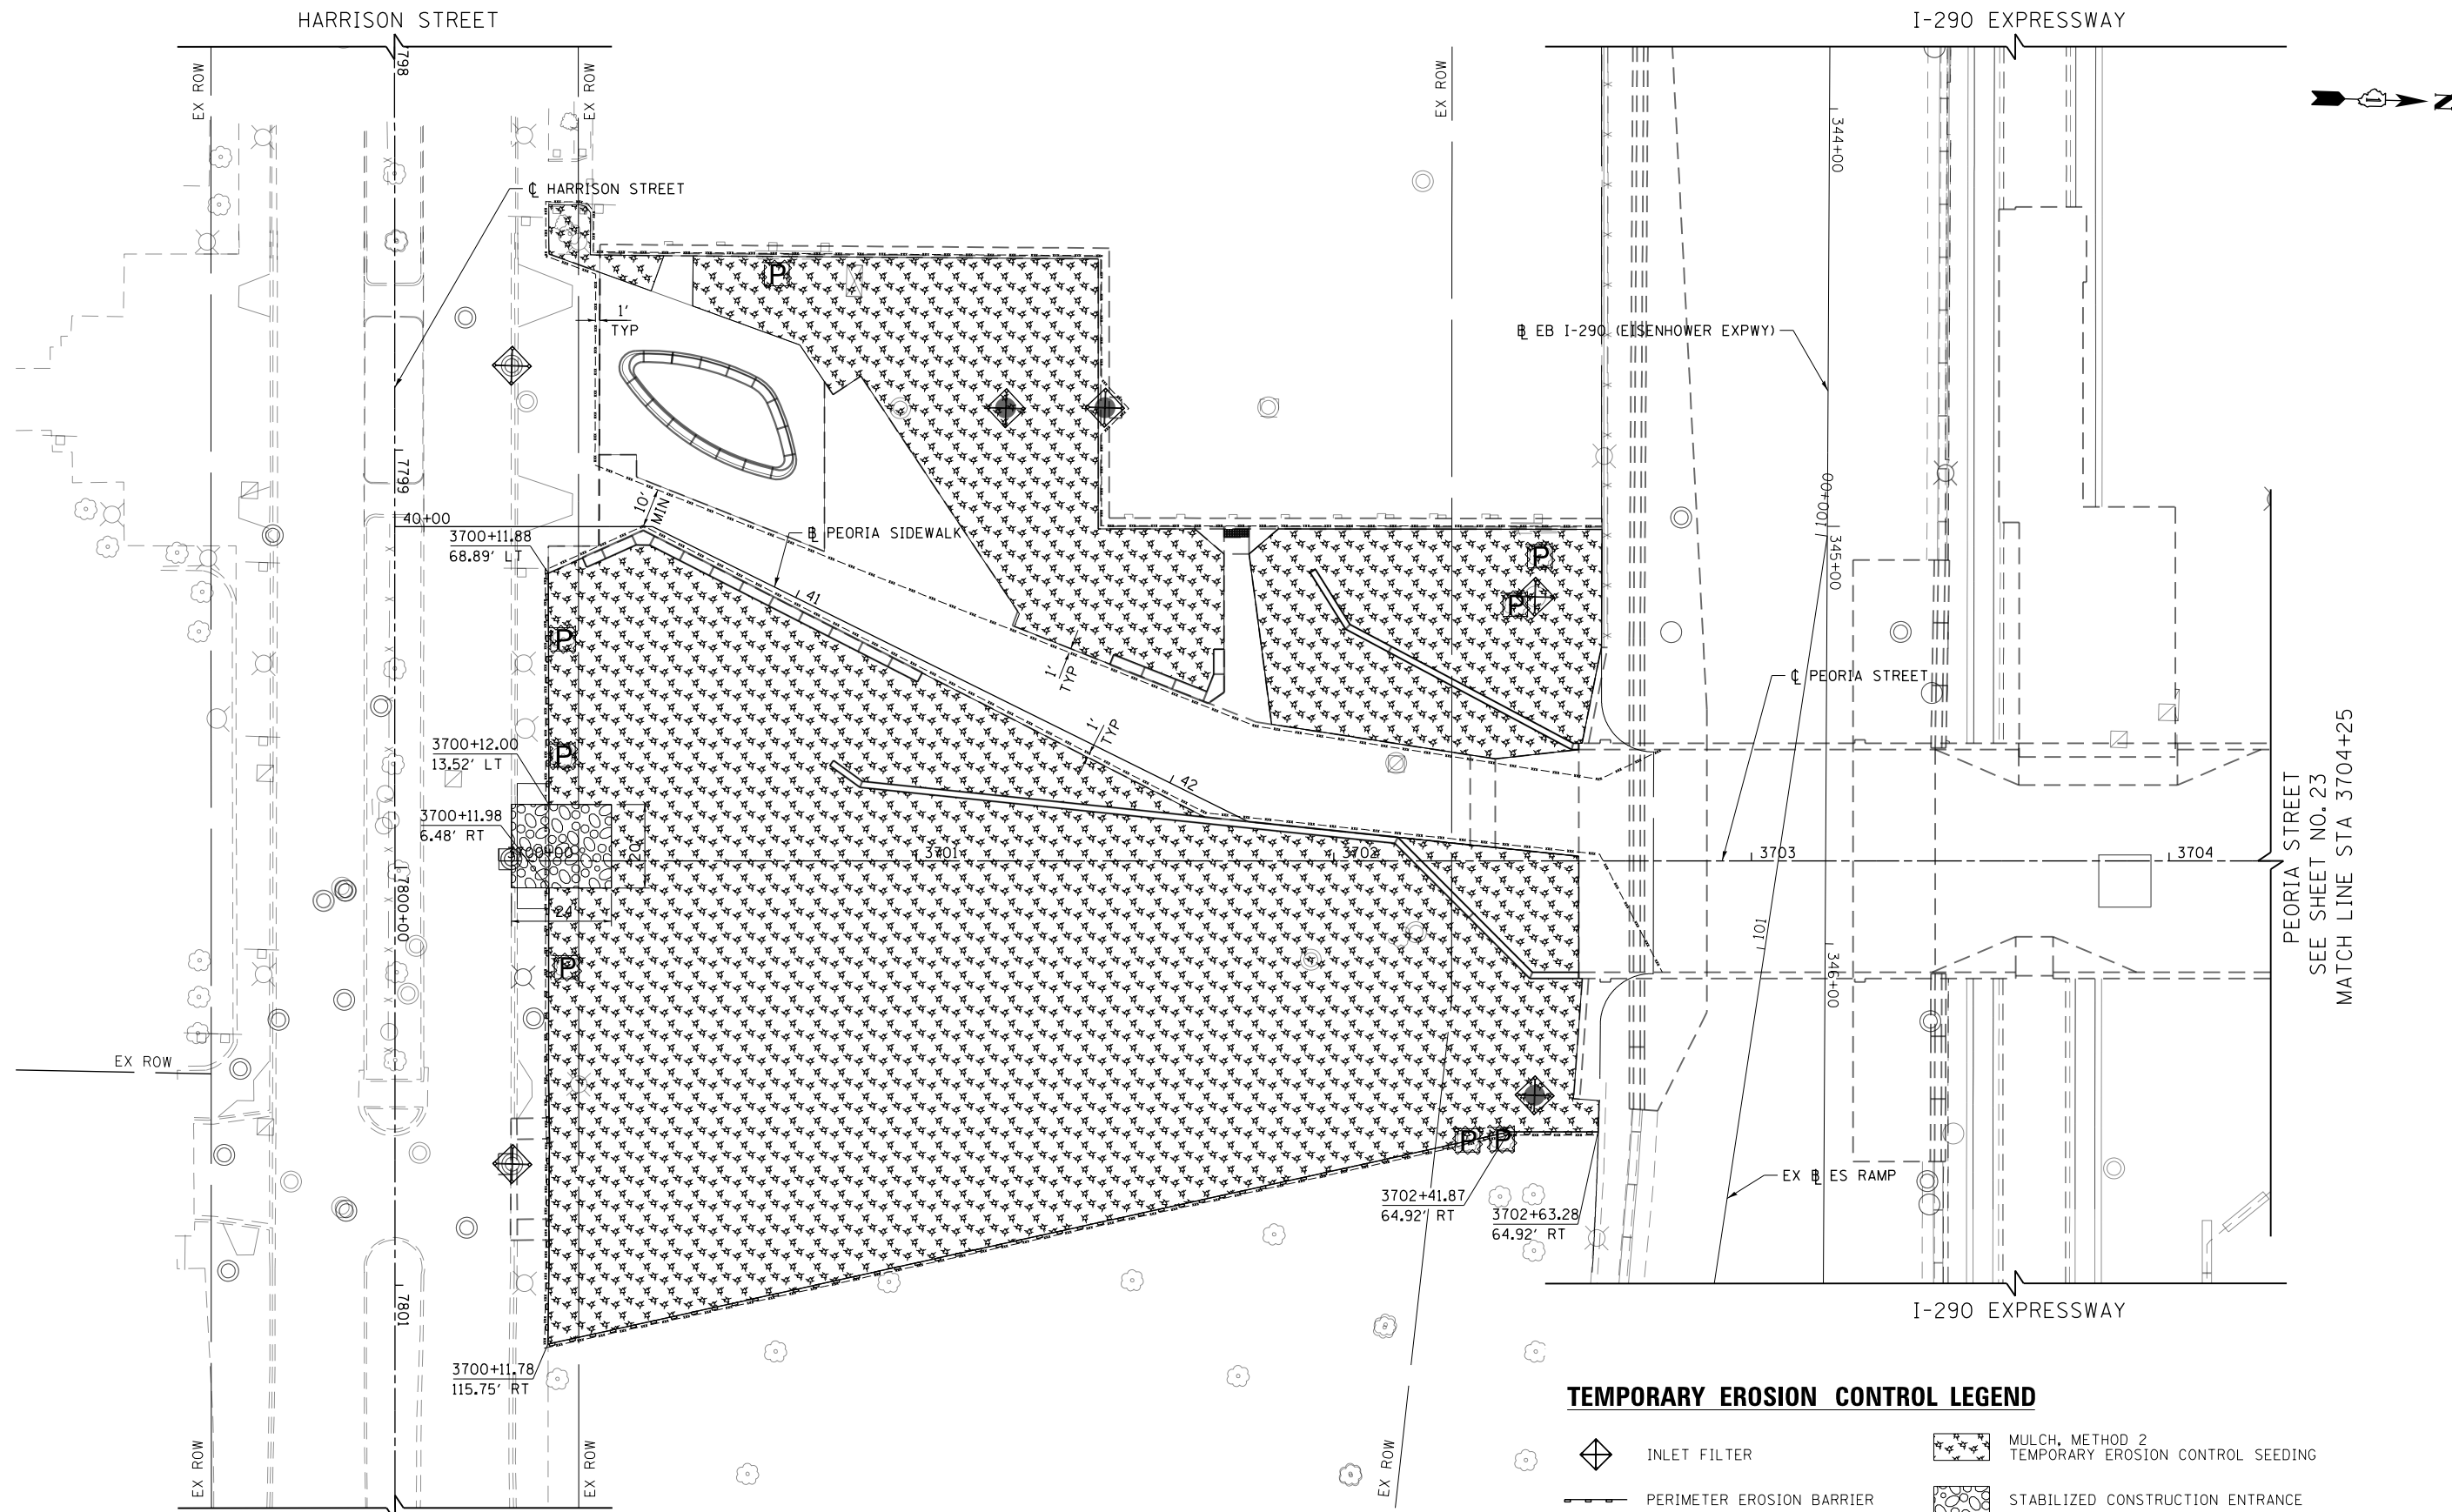 HARRISON STREET
I-290 EXPRESSWAY
EX ROW
798
EX ROW
EX ROW
344+00
N
℄ HARRISON STREET
1'
TYP
B EB I-290 (EISENHOWER EXPWY)
7799
100+00
40+00
10'
MIN
3700+11.88
68.89' LT
B PEORIA SIDEWALK
345+00
41
P
P
P
P
P
P
P
P
1'
TYP
℄ PEORIA STREET
1'
TYP
3700+12.00
13.52' LT
42
3700+11.98
6.48' RT
3700+00
20'
3701
3702
3703
3704
PEORIA STREET
SEE SHEET NO. 23
MATCH LINE STA 3704+25
7800+00
24'
101
346+00
EX ROW
EX B ES RAMP
3702+41.87
64.92' RT
3702+63.28
64.92' RT
7801
I-290 EXPRESSWAY
3700+11.78
115.75' RT
EX ROW
EX ROW
EX ROW
TEMPORARY EROSION CONTROL LEGEND
INLET FILTER
MULCH, METHOD 2
TEMPORARY EROSION CONTROL SEEDING
PERIMETER EROSION BARRIER
STABILIZED CONSTRUCTION ENTRANCE